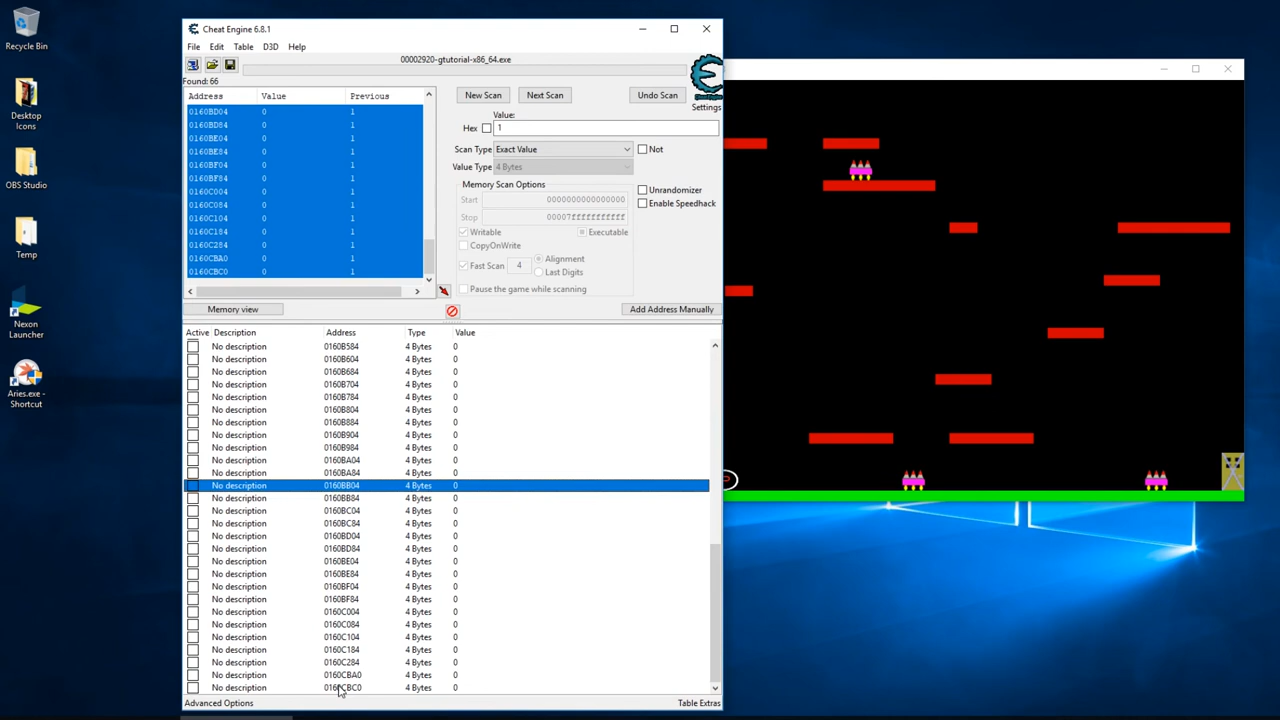 Recycle Bin
Desktop
Icons
OBS Studio
Temp
Nexon
Launcher
Aries.exe -
Shortcut
Cheat Engine 6.8.1
File Edit Table D3D Help
00002920-gtutorial-x86_64.exe
Found: 66
Address Value Previous
0160BD04 0 1
0160BD84 0 1
0160BE04 0 1
0160BE84 0 1
0160BF04 0 1
0160BF84 0 1
0160C004 0 1
0160C084 0 1
0160C104 0 1
0160C184 0 1
0160C284 0 1
0160CBA0 0 1
0160CBC0 0 1
New Scan Next Scan Undo Scan
Settings
Value:
Hex 1
Scan Type Exact Value Not
Value Type 4 Bytes
Memory Scan Options
Start 0000000000000000
Stop 00007fffffffffff
Writable Executable
CopyOnWrite
Fast Scan 4 Alignment
Last Digits
Pause the game while scanning
Unrandomizer
Enable Speedhack
Memory view Add Address Manually
Active Description Address Type Value
No description 0160B584 4 Bytes 0
No description 0160B604 4 Bytes 0
No description 0160B684 4 Bytes 0
No description 0160B704 4 Bytes 0
No description 0160B784 4 Bytes 0
No description 0160B804 4 Bytes 0
No description 0160B884 4 Bytes 0
No description 0160B904 4 Bytes 0
No description 0160B984 4 Bytes 0
No description 0160BA04 4 Bytes 0
No description 0160BA84 4 Bytes 0
No description 0160BB04 4 Bytes 0
No description 0160BB84 4 Bytes 0
No description 0160BC04 4 Bytes 0
No description 0160BC84 4 Bytes 0
No description 0160BD04 4 Bytes 0
No description 0160BD84 4 Bytes 0
No description 0160BE04 4 Bytes 0
No description 0160BE84 4 Bytes 0
No description 0160BF04 4 Bytes 0
No description 0160BF84 4 Bytes 0
No description 0160C004 4 Bytes 0
No description 0160C084 4 Bytes 0
No description 0160C104 4 Bytes 0
No description 0160C184 4 Bytes 0
No description 0160C284 4 Bytes 0
No description 0160CBA0 4 Bytes 0
No description 0160CBC0 4 Bytes 0
Advanced Options Table Extras